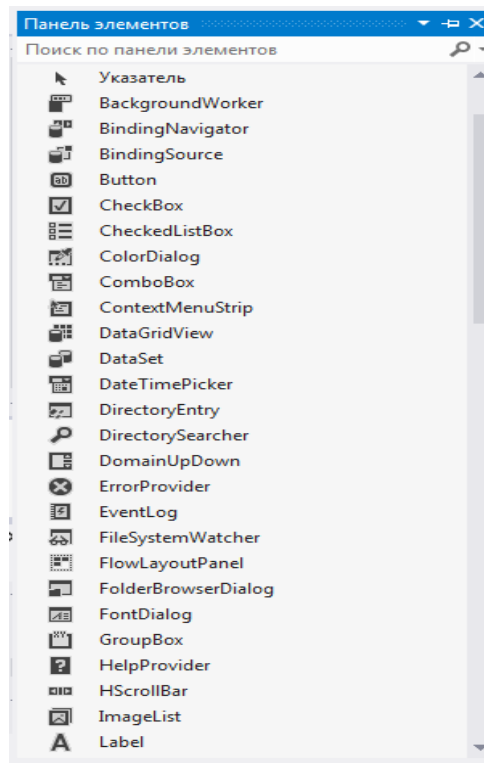 Панель элементов
Поиск по панели элементов
Указатель
BackgroundWorker
BindingNavigator
BindingSource
Button
CheckBox
CheckedListBox
ColorDialog
ComboBox
ContextMenuStrip
DataGridView
DataSet
DateTimePicker
DirectoryEntry
DirectorySearcher
DomainUpDown
ErrorProvider
EventLog
FileSystemWatcher
FlowLayoutPanel
FolderBrowserDialog
FontDialog
GroupBox
HelpProvider
HScrollBar
ImageList
Label